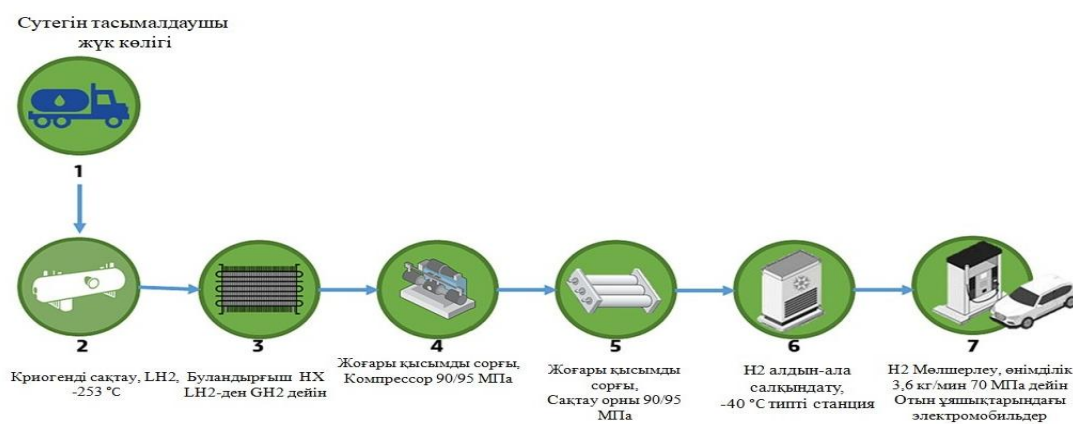 Сутегін тасымалдаушы
жүк көлігі
1
2
Криогенді сақтау, LH2,
-253 °C
3
Буландырғыш HX
LH2-ден GH2 дейін
4
Жоғары қысымды сорғы,
Компрессор 90/95 МПа
5
Жоғары қысымды
сорғы,
Сақтау орны 90/95
МПа
6
H2 алдын-ала
салқындату,
-40 °C типті станция
7
H2 Мөлшерлеу, өнімділік
3,6 кг/мин 70 МПа дейін
Отын ұяшықтарындағы
электромобильдер